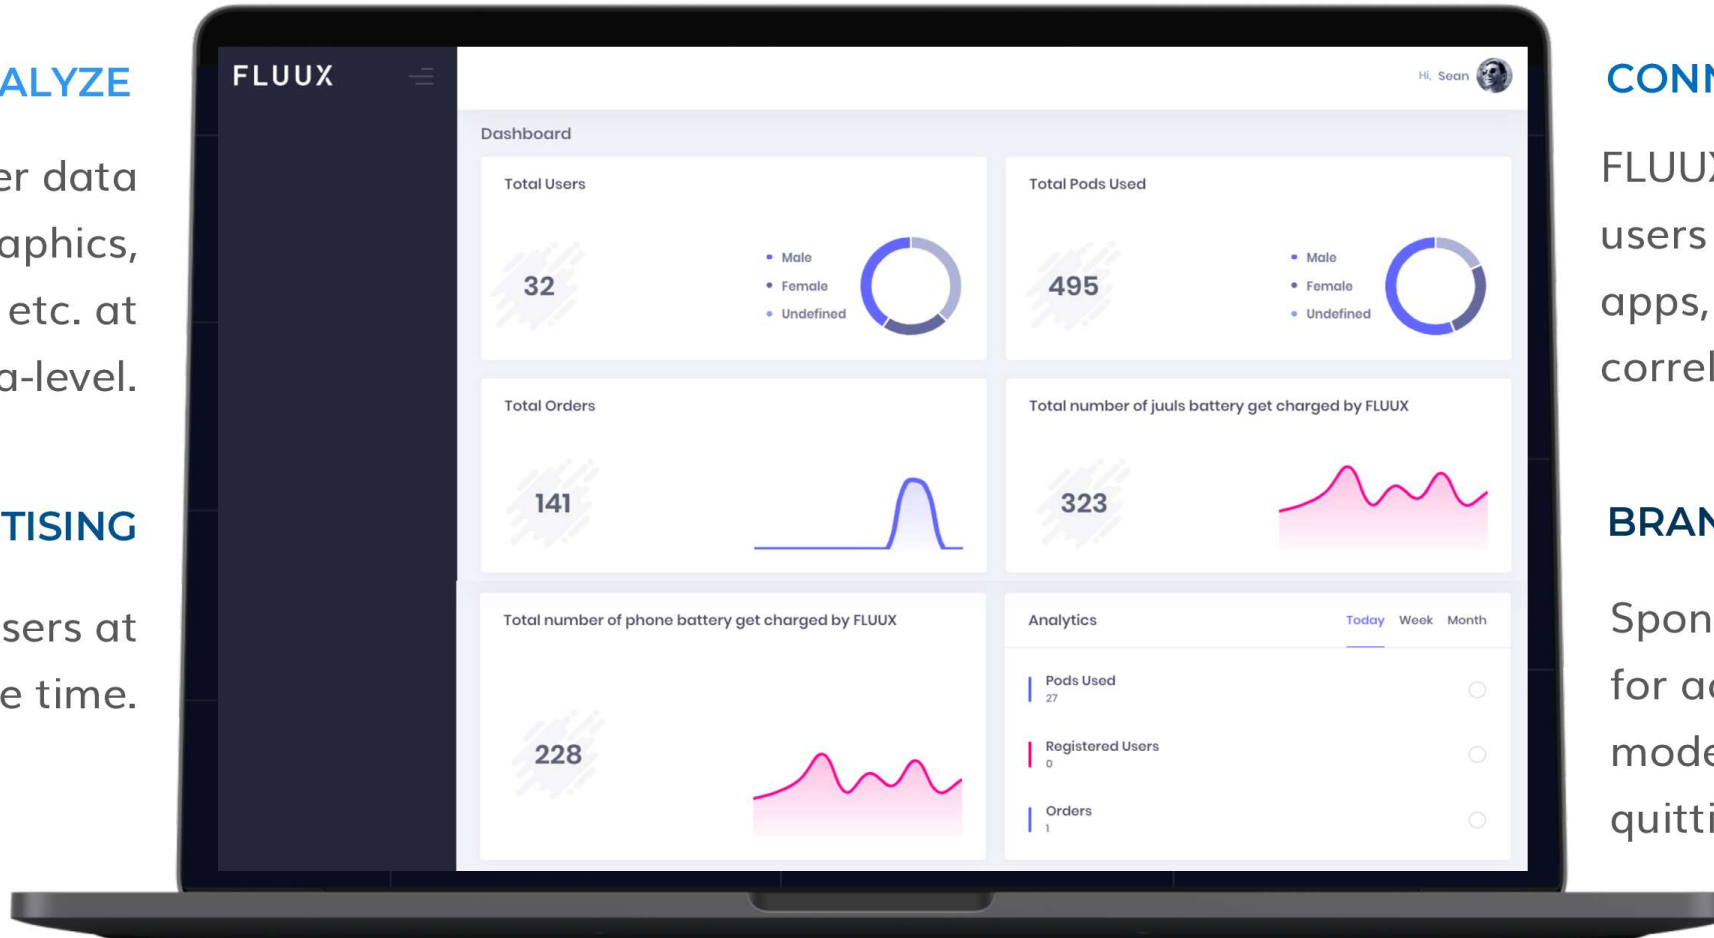 ALYZE
er data
aphics,
etc. at
a-level.
TISING
sers at
e time.
FLUUX
Hi, Sean
Dashboard
Total Users
32
Male
Female
Undefined
Total Pods Used
495
Male
Female
Undefined
Total Orders
141
Total number of juuls battery get charged by FLUUX
323
Total number of phone battery get charged by FLUUX
228
Analytics
Today Week Month
Pods Used
27
Registered Users
0
Orders
1
CONN
FLUUX
users
apps,
correl
BRAN
Spon
for ac
mode
quitti